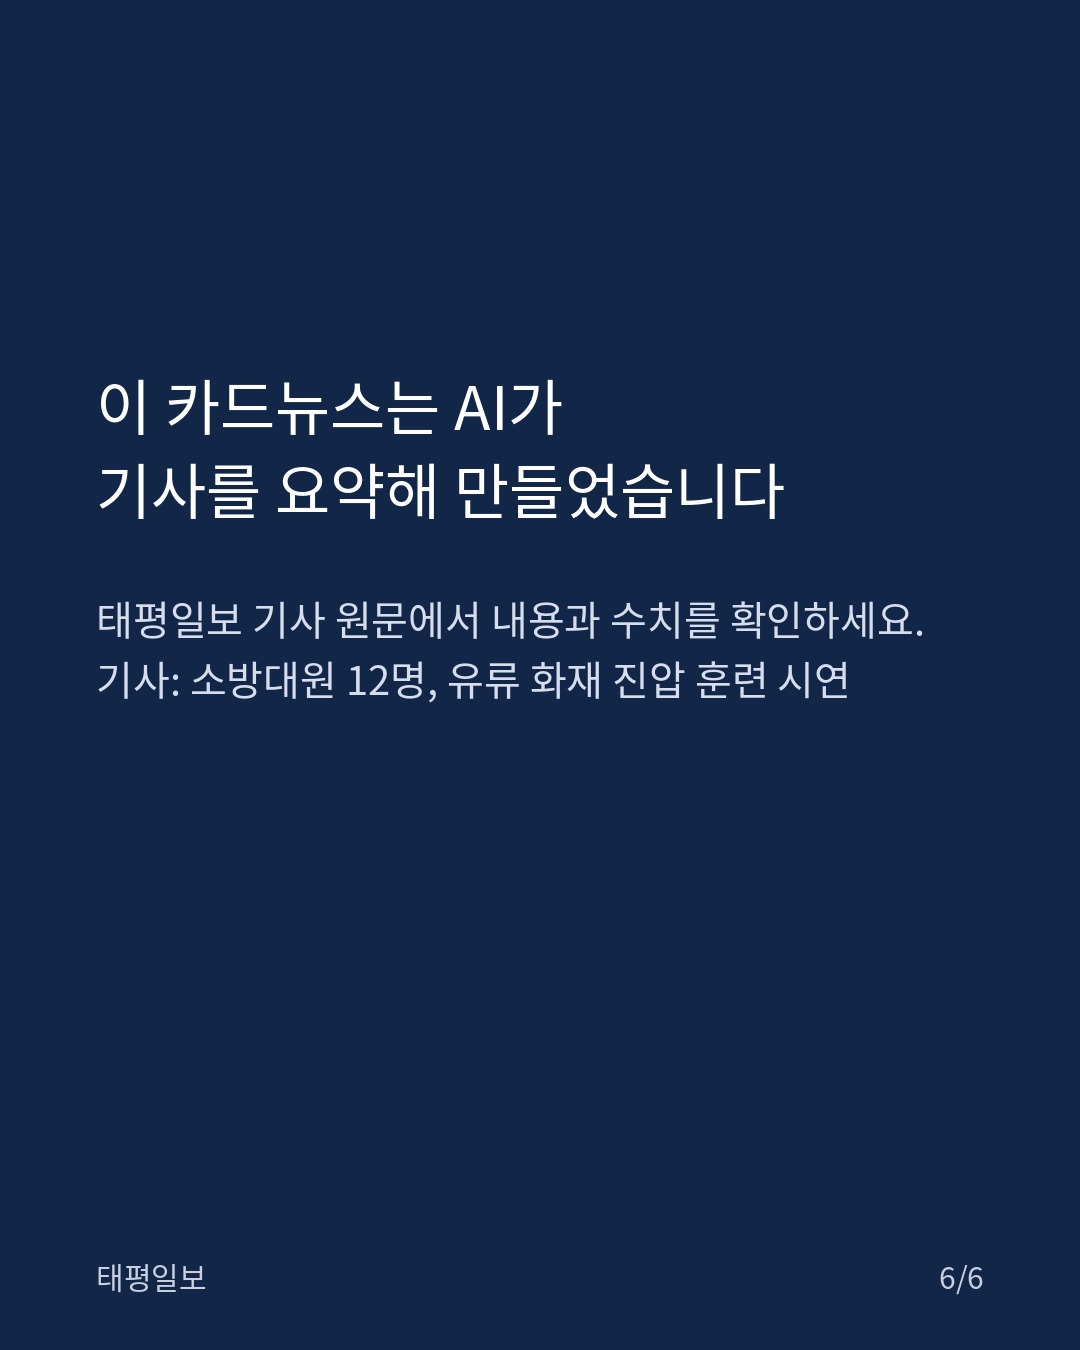 이 카드뉴스는 AI가
기사를 요약해 만들었습니다
태평일보 기사 원문에서 내용과 수치를 확인하세요.
기사: 소방대원 12명, 유류 화재 진압 훈련 시연
태평일보
6/6